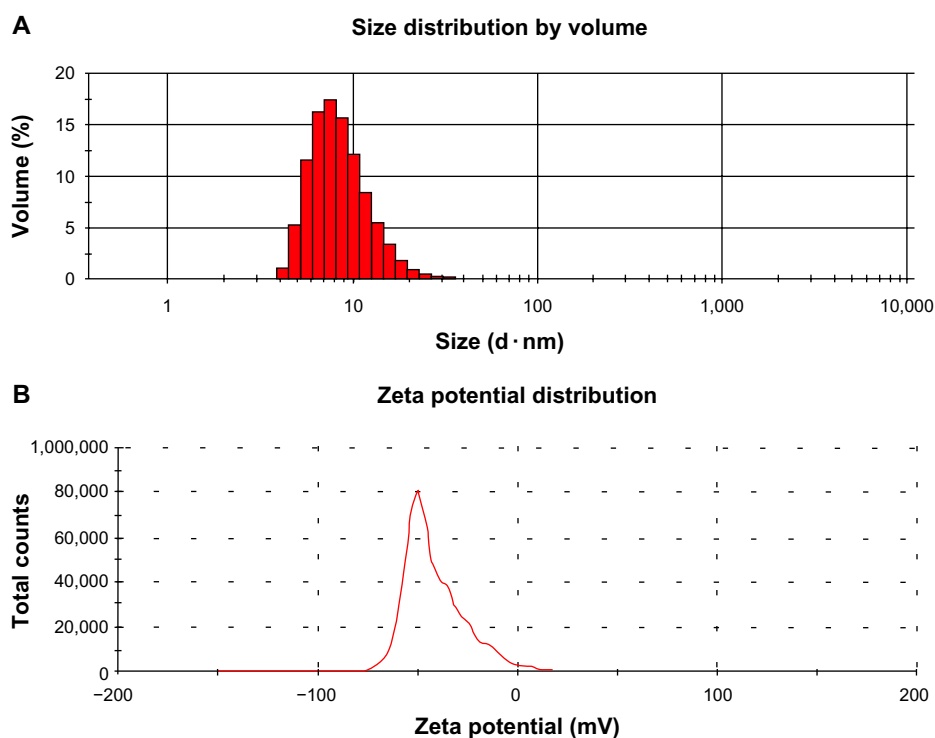 A
Size distribution by volume
Volume (%)
20
15
10
5
0
1
10
100
1,000
10,000
Size (d·nm)
B
Zeta potential distribution
Total counts
1,000,000
80,000
60,000
40,000
20,000
0
−200
−100
0
100
200
Zeta potential (mV)